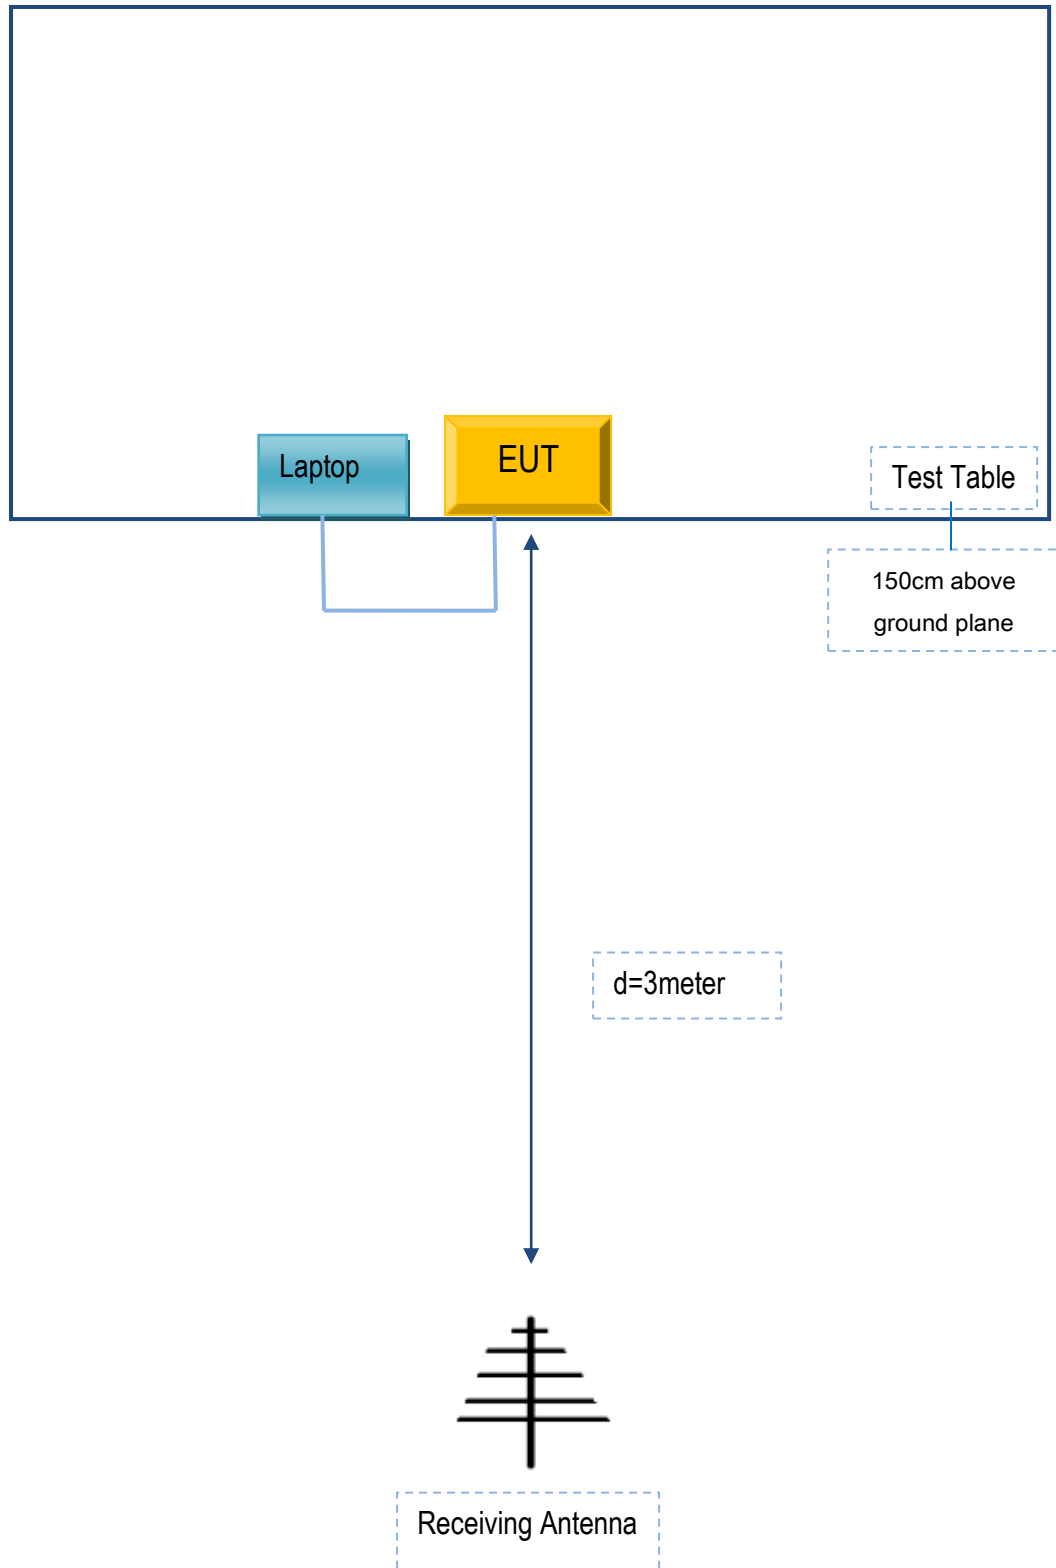 Laptop
EUT
Test Table
150cm above
ground plane
d=3meter
Receiving Antenna